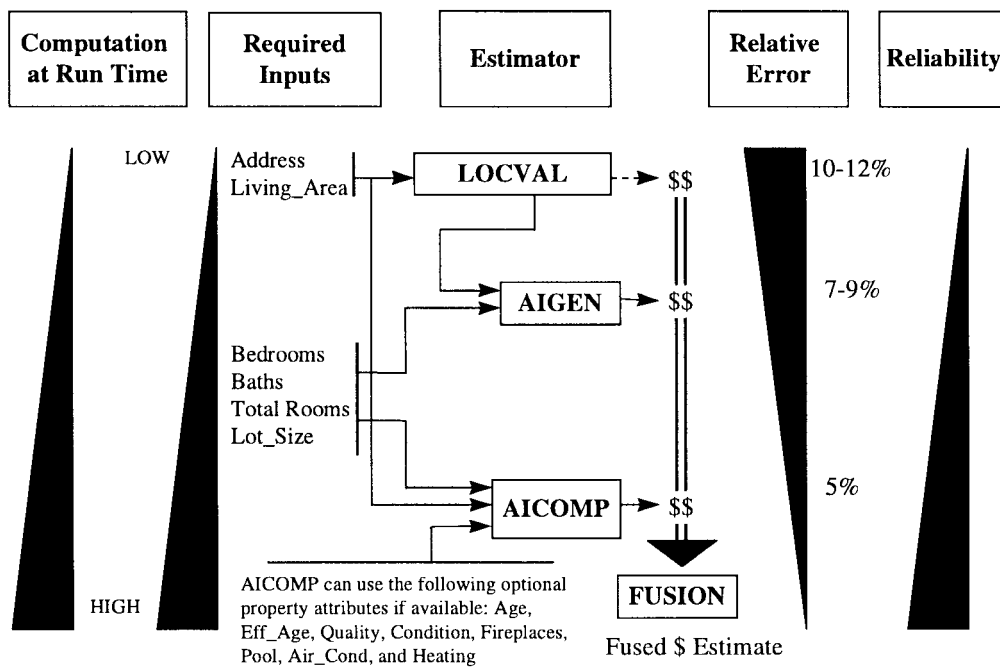 Computation
at Run Time
Required
Inputs
Estimator
Relative
Error
Reliability
LOW
Address
Living_Area
LOCVAL
$$
10-12%
AIGEN
$$
7-9%
Bedrooms
Baths
Total Rooms
Lot_Size
AICOMP
$$
5%
HIGH
AICOMP can use the following optional
property attributes if available: Age,
Eff_Age, Quality, Condition, Fireplaces,
Pool, Air_Cond, and Heating
FUSION
Fused $ Estimate